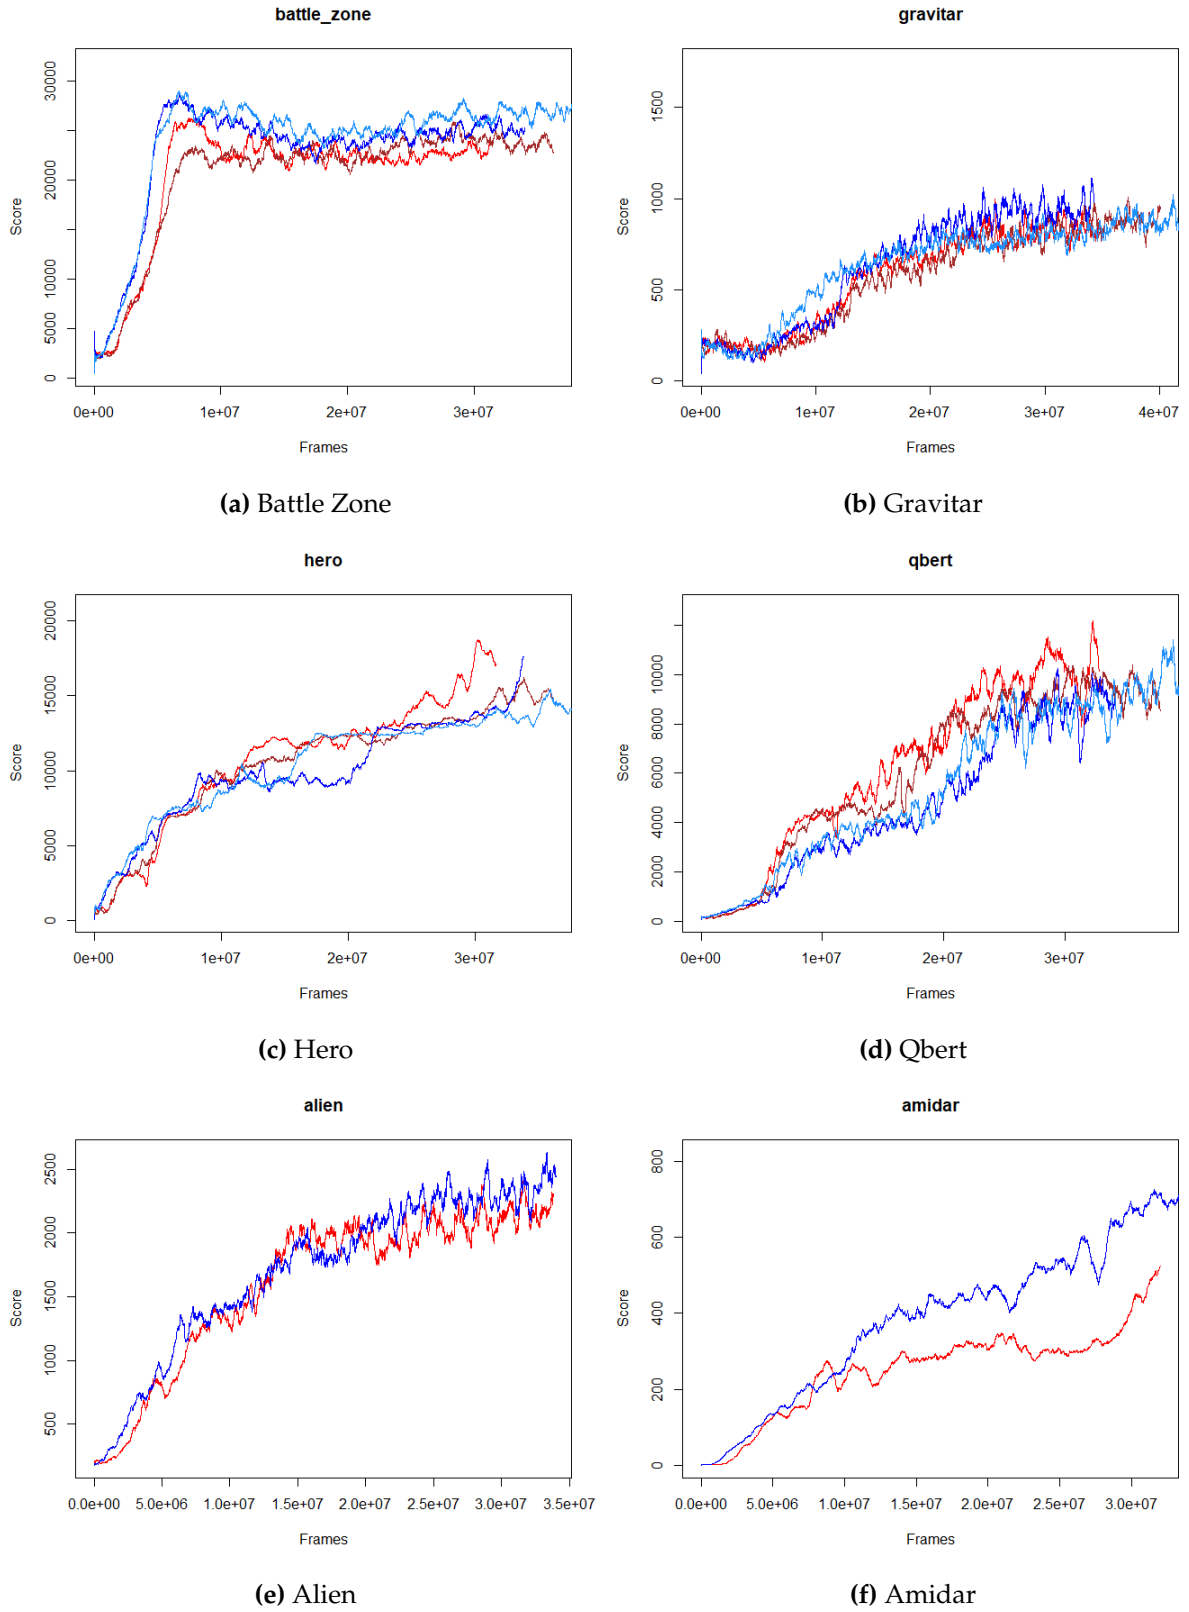 battle_zone
Score
0
5000
10000
20000
30000
0e+00 1e+07 2e+07 3e+07
Frames
(a) Battle Zone
gravitar
Score
0
500
1000
1500
0e+00 1e+07 2e+07 3e+07 4e+07
Frames
(b) Gravitar
hero
Score
0
5000
10000
15000
20000
0e+00 1e+07 2e+07 3e+07
Frames
(c) Hero
qbert
Score
0
2000
4000
6000
8000
10000
0e+00 1e+07 2e+07 3e+07
Frames
(d) Qbert
alien
Score
500
1000
1500
2000
2500
0.0e+00 5.0e+06 1.0e+07 1.5e+07 2.0e+07 2.5e+07 3.0e+07 3.5e+07
Frames
(e) Alien
amidar
Score
0
200
400
600
800
0.0e+00 5.0e+06 1.0e+07 1.5e+07 2.0e+07 2.5e+07 3.0e+07
Frames
(f) Amidar